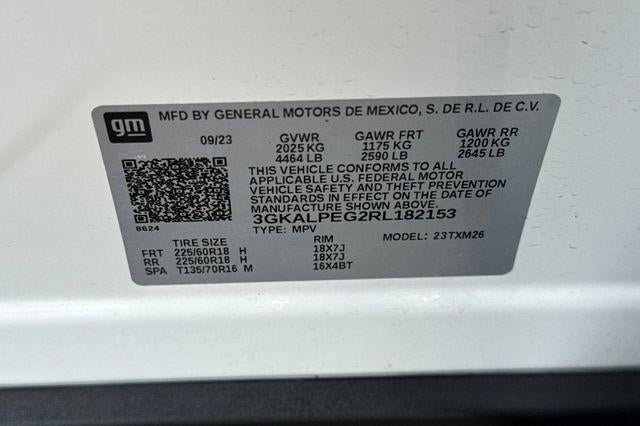 gm
MFD BY GENERAL MOTORS DE MEXICO, S. DE R.L. DE C.V.
09/23 GVWR GAWR FRT GAWR RR
2025 KG 1175 KG 1200 KG
4464 LB 2590 LB 2645 LB
THIS VEHICLE CONFORMS TO ALL
APPLICABLE U.S. FEDERAL MOTOR
VEHICLE SAFETY AND THEFT PREVENTION
STANDARDS IN EFFECT ON THE DATE OF
MANUFACTURE SHOWN ABOVE.
3GKALPEG2RL182153
8624
TYPE: MPV MODEL: 23TXM26
TIRE SIZE RIM
FRT 225/60R18 H 18X7J
RR 225/60R18 H 18X7J
SPA T135/70R16 M 16X4BT